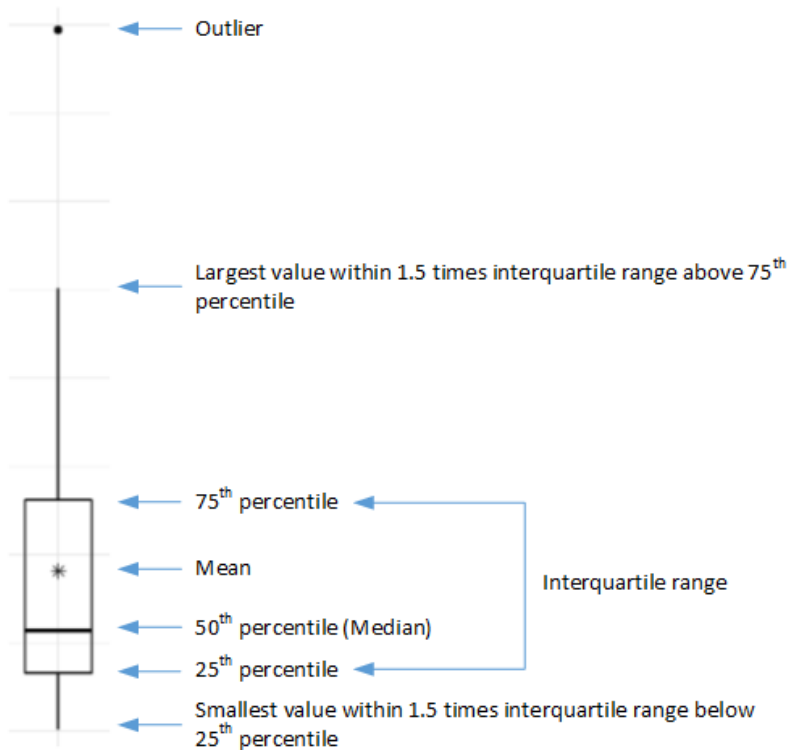 Outlier
Largest value within 1.5 times interquartile range above 75th
percentile
75th percentile
Mean
Interquartile range
50th percentile (Median)
25th percentile
Smallest value within 1.5 times interquartile range below
25th percentile